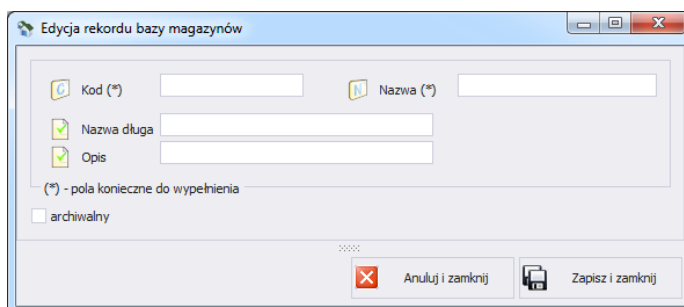 Edycja rekordu bazy magazynów
Kod (*) Nazwa (*)
Nazwa długa
Opis
(*) - pola konieczne do wypełnienia
archiwalny
Anuluj i zamknij Zapisz i zamknij